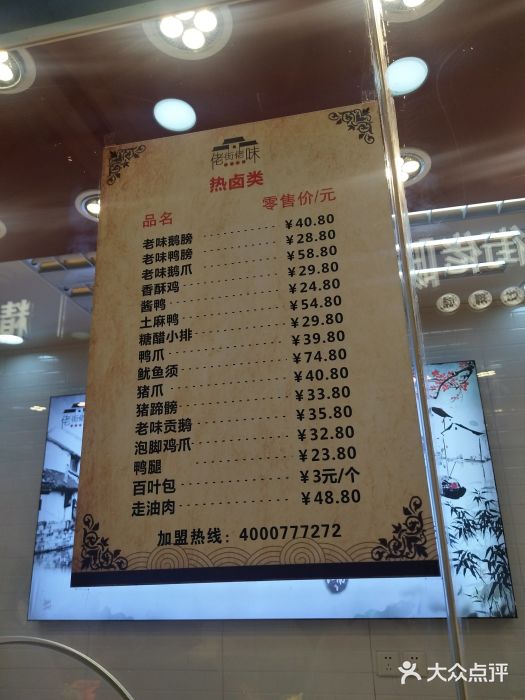 佬街佬味
热卤类
品名 零售价/元
老味鹅膀 ¥40.80
老味鸭膀 ¥28.80
老味鹅爪 ¥58.80
香酥鸡 ¥29.80
酱鸭 ¥24.80
土麻鸭 ¥54.80
糖醋小排 ¥29.80
鸭爪 ¥39.80
鱿鱼须 ¥74.80
猪爪 ¥40.80
猪蹄髈 ¥33.80
老味贡鹅 ¥35.80
泡脚鸡爪 ¥32.80
鸭腿 ¥23.80
百叶包 ¥3元/个
走油肉 ¥48.80
加盟热线：4000777272
精
大众点评